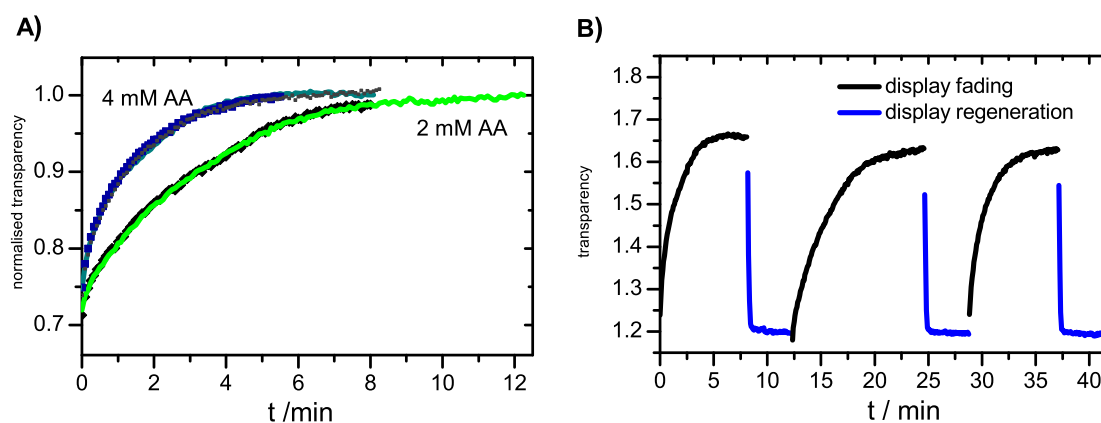 A)
normalised transparency
1.0
0.9
0.8
0.7
4 mM AA
2 mM AA
0 2 4 6 8 10 12
t /min
B)
transparency
1.8
1.7
1.6
1.5
1.4
1.3
1.2
display fading
display regeneration
0 5 10 15 20 25 30 35 40
t / min